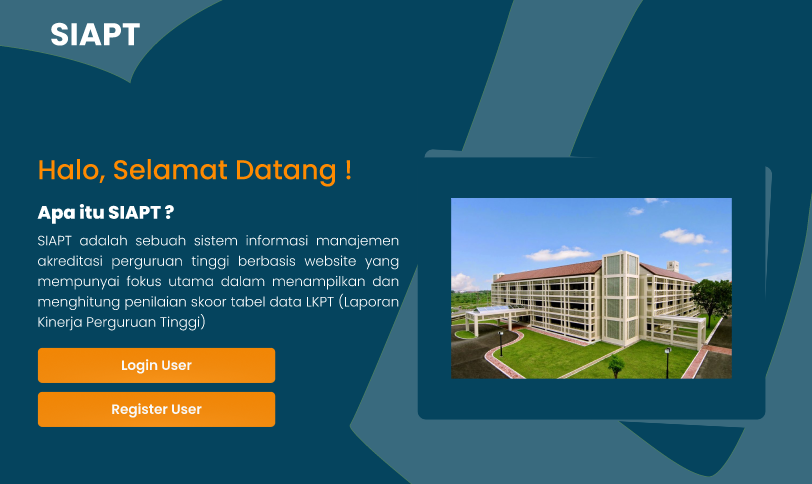 SIAPT
Halo, Selamat Datang !
Apa itu SIAPT ?
SIAPT adalah sebuah sistem informasi manajemen
akreditasi perguruan tinggi berbasis website yang
mempunyai fokus utama dalam menampilkan dan
menghitung penilaian skoor tabel data LKPT (Laporan
Kinerja Perguruan Tinggi)
Login User
Register User